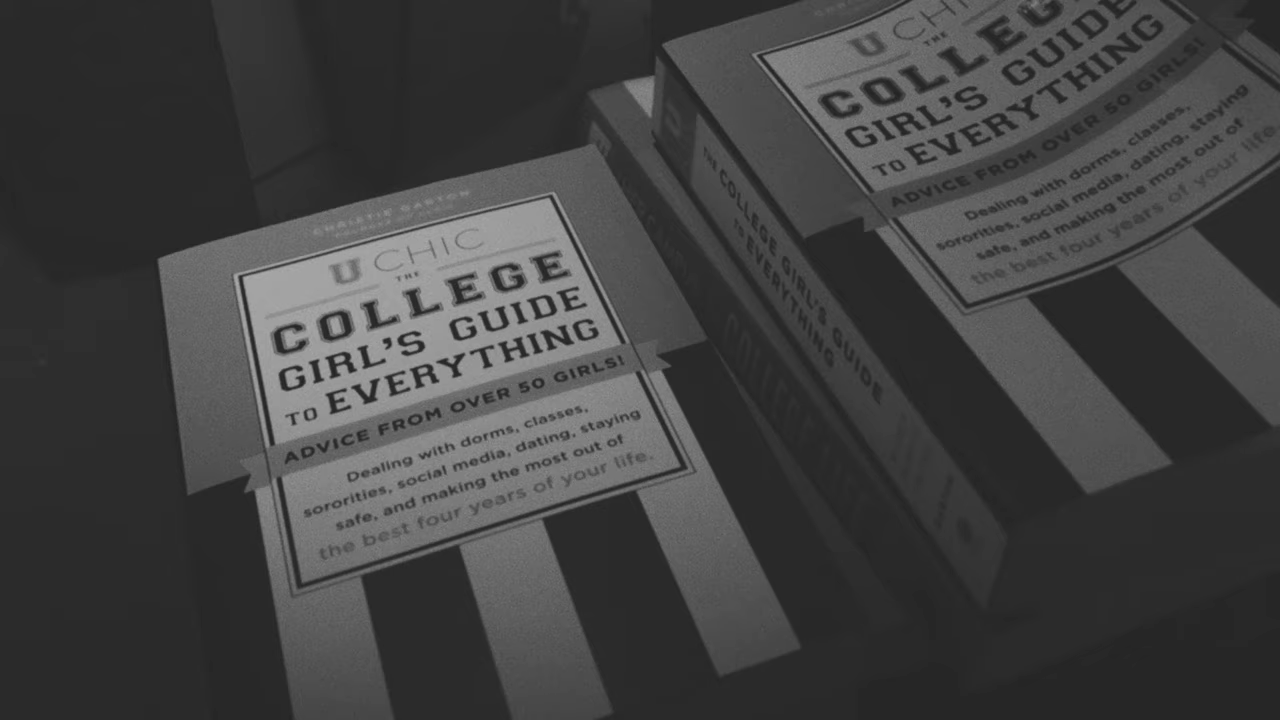 U CHIC
THE
COLLEGE
GIRL'S GUIDE
TO EVERYTHING
ADVICE FROM OVER 50 GIRLS!
Dealing with dorms, classes,
sororities, social media, dating, staying
safe, and making the most out of
the best four years of your life.
THE COLLEGE GIRL'S GUIDE
TO EVERYTHING
U CHIC
THE
COLLEGE
GIRL'S GUIDE
TO EVERYTHING
ADVICE FROM OVER 50 GIRLS!
Dealing with dorms, classes,
sororities, social media, dating, staying
safe, and making the most out of
the best four years of your life